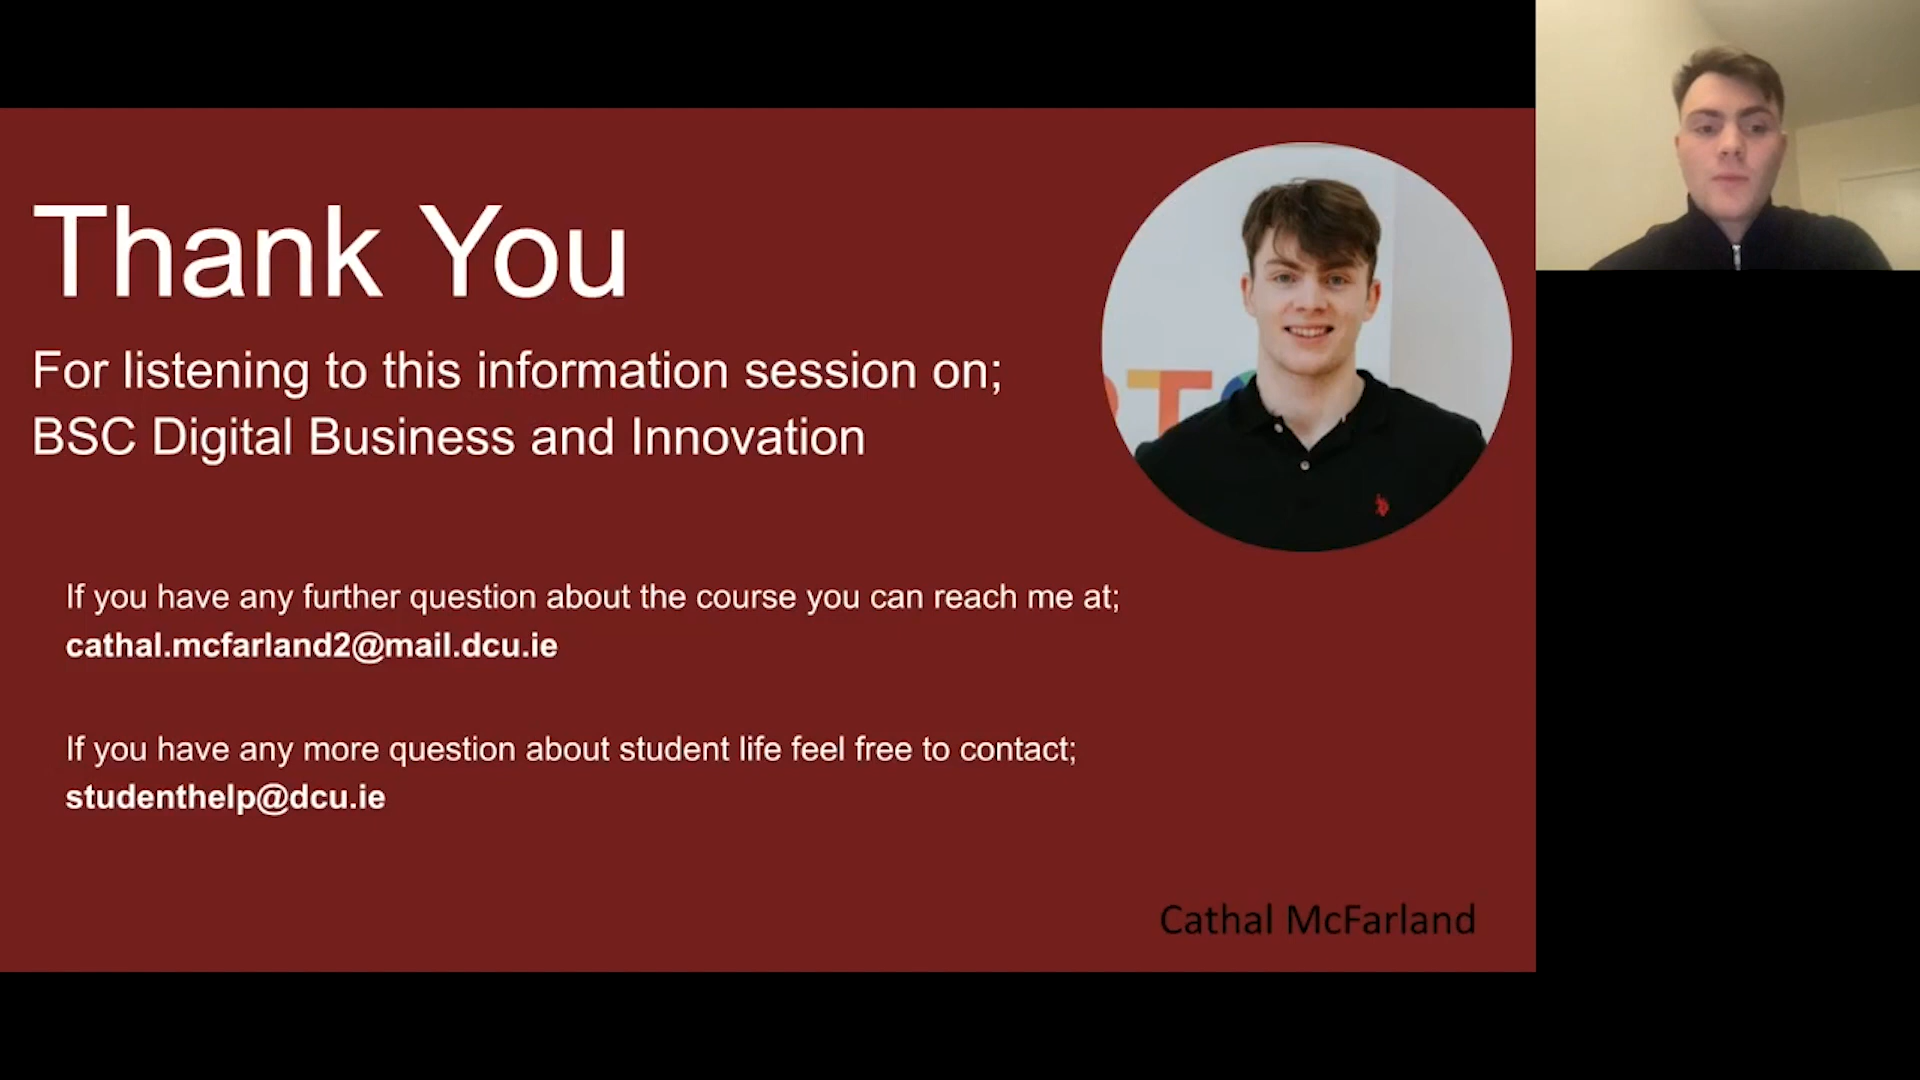 Thank You
For listening to this information session on;
BSC Digital Business and Innovation
If you have any further question about the course you can reach me at;
cathal.mcfarland2@mail.dcu.ie
If you have any more question about student life feel free to contact;
studenthelp@dcu.ie
Cathal McFarland